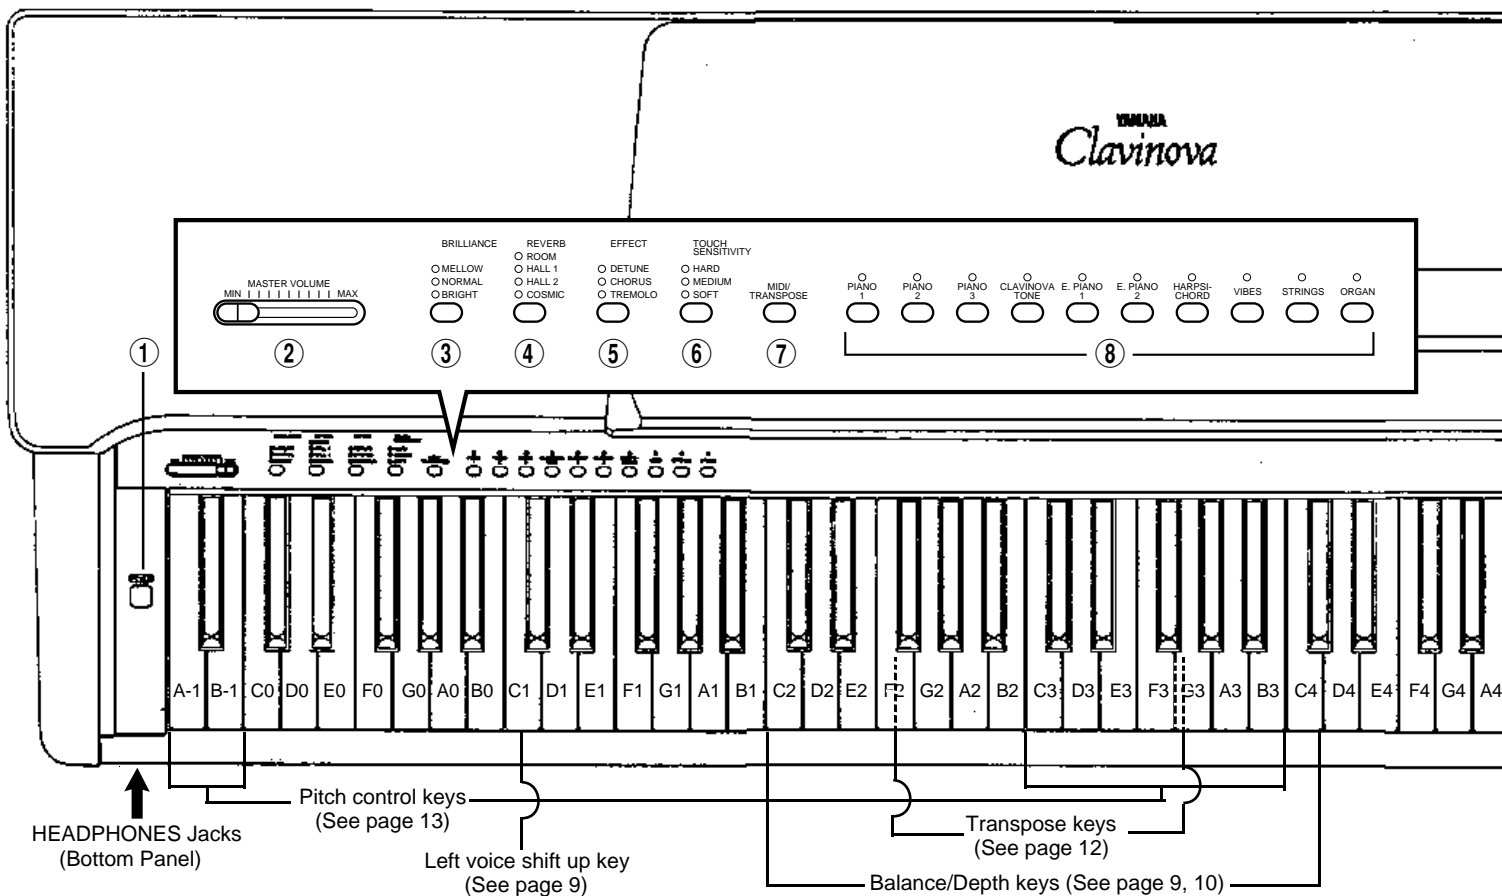 YAMAHA
Clavinova
BRILLIANCE
MELLOW
NORMAL
BRIGHT
REVERB
ROOM
HALL 1
HALL 2
COSMIC
EFFECT
DETUNE
CHORUS
TREMOLO
TOUCH
SENSITIVITY
HARD
MEDIUM
SOFT
MASTER VOLUME
MIN MAX
MIDI/
TRANSPOSE
PIANO
1
PIANO
2
PIANO
3
CLAVINOVA
TONE
E. PIANO
1
E. PIANO
2
HARPSI-
CHORD
VIBES
STRINGS
ORGAN
① ② ③ ④ ⑤ ⑥ ⑦ ⑧
A-1 B-1 C0 D0 E0 F0 G0 A0 B0 C1 D1 E1 F1 G1 A1 B1 C2 D2 E2 F2 G2 A2 B2 C3 D3 E3 F3 G3 A3 B3 C4 D4 E4 F4 G4 A4
Pitch control keys
(See page 13)
HEADPHONES Jacks
(Bottom Panel)
Left voice shift up key
(See page 9)
Transpose keys
(See page 12)
Balance/Depth keys (See page 9, 10)